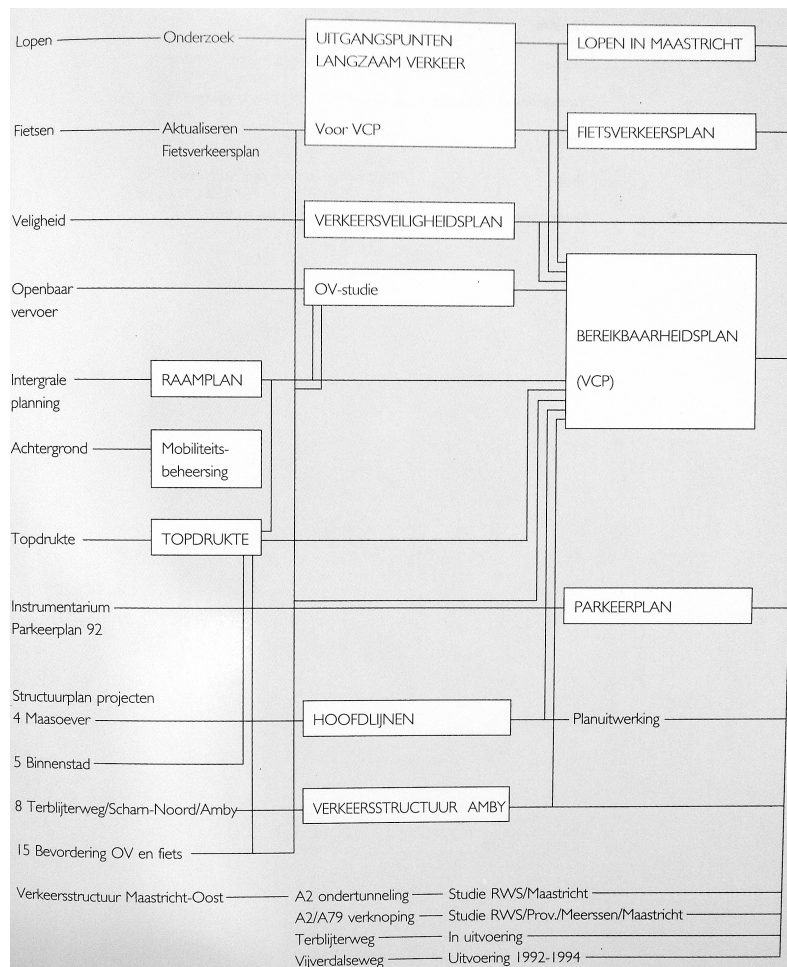 Lopen Onderzoek UITGANGSPUNTEN LOPEN IN MAASTRICHT
LANGZAAM VERKEER
Fietsen Aktualiseren Voor VCP FIETSVERKEERSPLAN
Fietsverkeersplan
Veligheid VERKEERSVEILIGHEIDSPLAN
Openbaar OV-studie
vervoer
BEREIKBAARHEIDSPLAN
Intergrale RAAMPLAN (VCP)
planning
Achtergrond Mobiliteits-
beheersing
Topdrukte TOPDRUKTE
Instrumentarium PARKEERPLAN
Parkeerplan 92
Structuurplan projecten
4 Maasoever HOOFDLIJNEN Planuitwerking
5 Binnenstad
8 Terblijterweg/Scharn-Noord/Amby VERKEERSSTRUCTUUR AMBY
15 Bevordering OV en fiets
Verkeersstructuur Maastricht-Oost A2 ondertunneling Studie RWS/Maastricht
A2/A79 verknoping Studie RWS/Prov./Meerssen/Maastricht
Terblijterweg In uitvoering
Vijverdalseweg Uitvoering 1992-1994